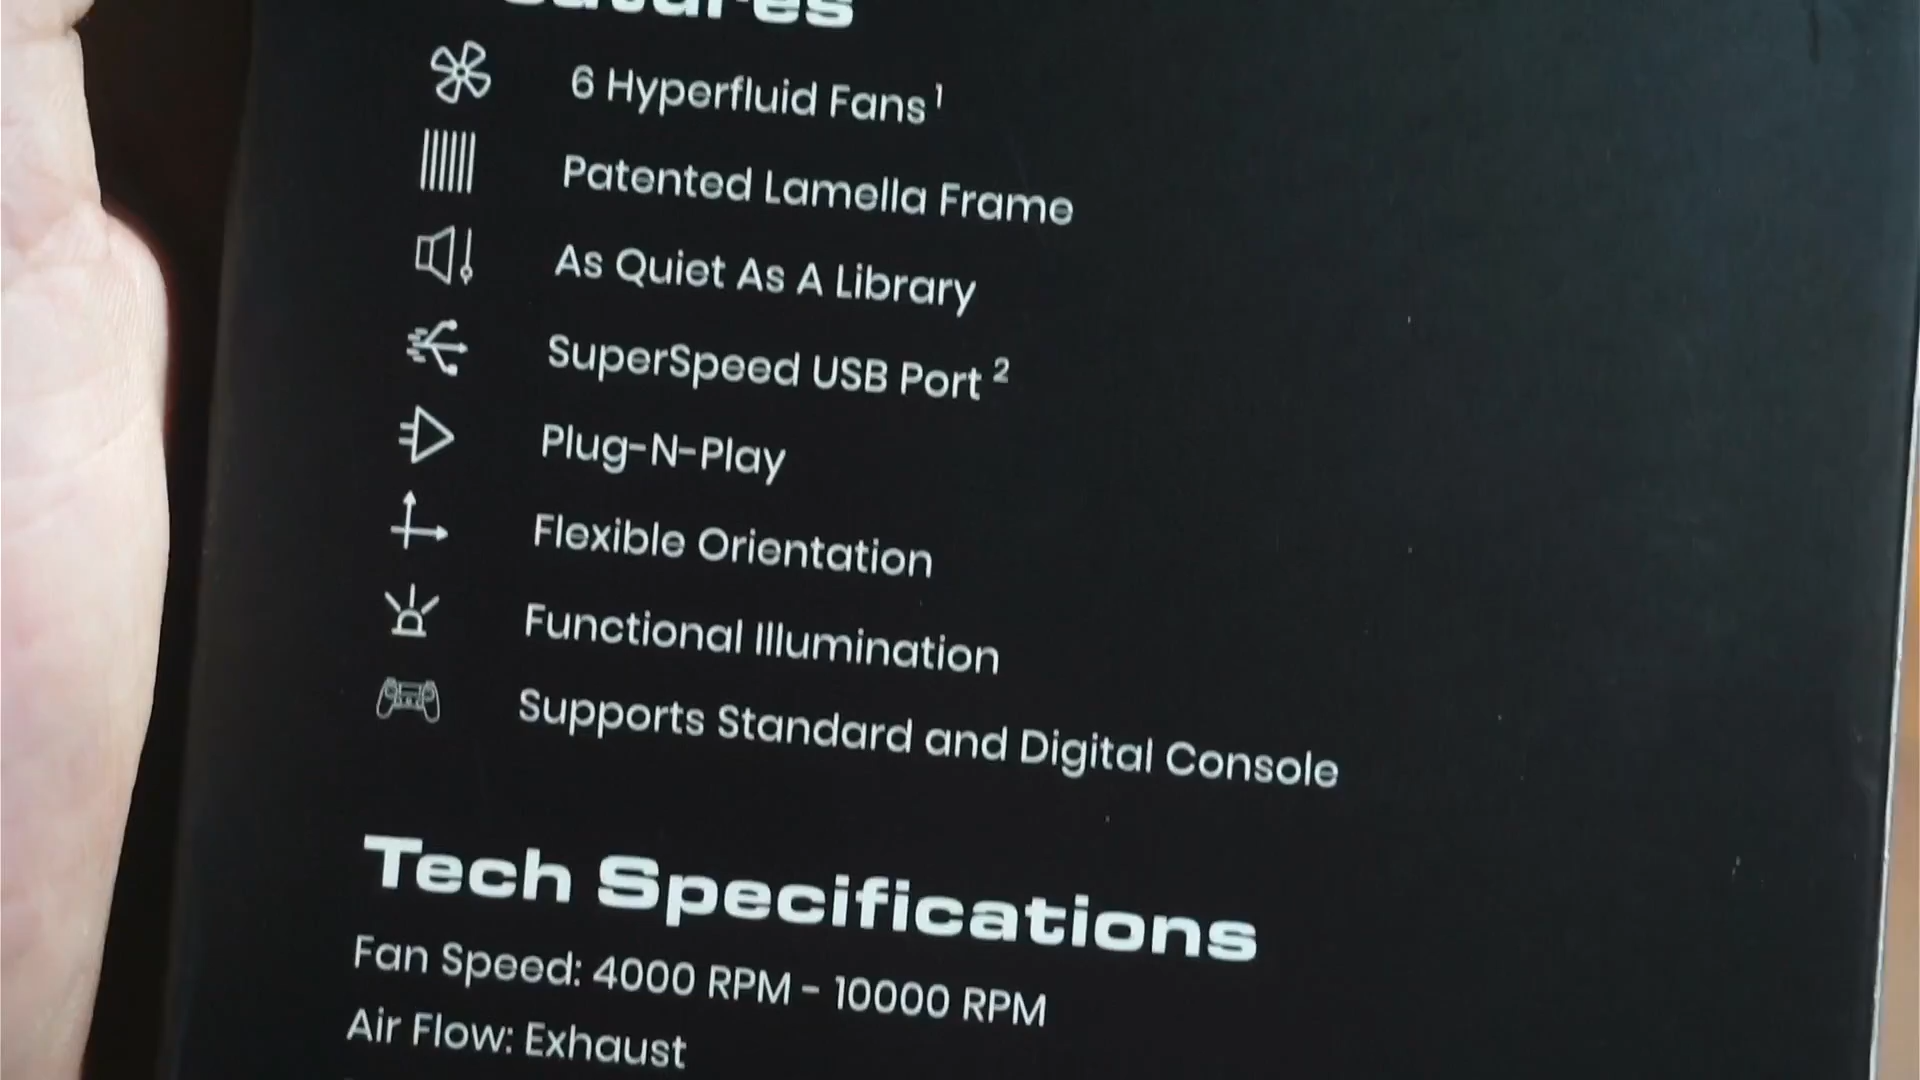 6 Hyperfluid Fans ¹
Patented Lamella Frame
As Quiet As A Library
SuperSpeed USB Port ²
Plug-N-Play
Flexible Orientation
Functional Illumination
Supports Standard and Digital Console
Tech Specifications
Fan Speed: 4000 RPM - 10000 RPM
Air Flow: Exhaust